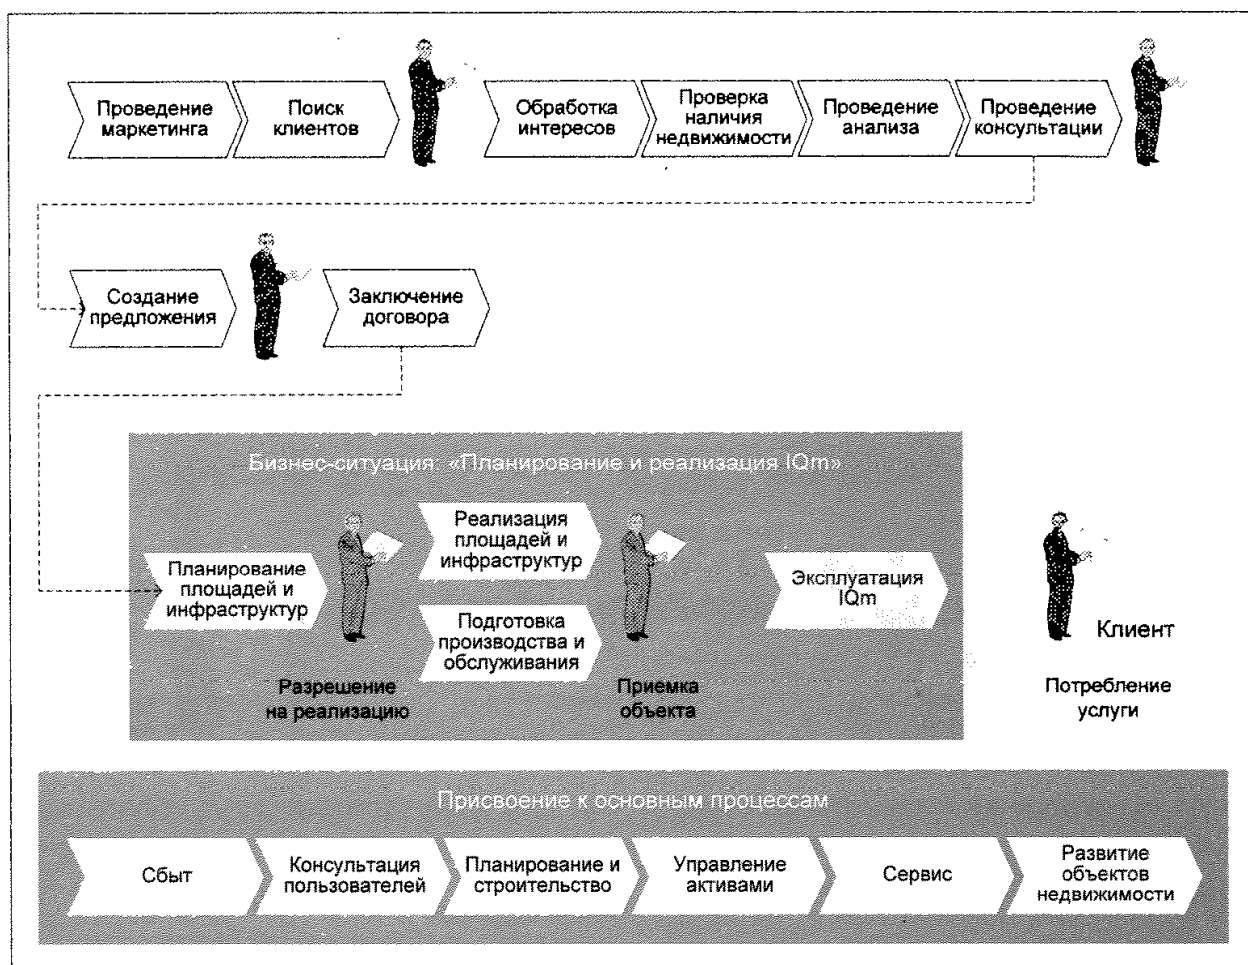 Проведение
маркетинга
Поиск
клиентов
Обработка
интересов
Проверка
наличия
недвижимости
Проведение
анализа
Проведение
консультации
Создание
предложения
Заключение
договора
Бизнес-ситуация: «Планирование и реализация IQm»
Планирование
площадей и
инфраструктур
Разрешение
на реализацию
Реализация
площадей и
инфраструктур
Подготовка
производства и
обслуживания
Приемка
объекта
Эксплуатация
IQm
Клиент
Потребление
услуги
Присвоение к основным процессам
Сбыт
Консультация
пользователей
Планирование и
строительство
Управление
активами
Сервис
Развитие
объектов
недвижимости